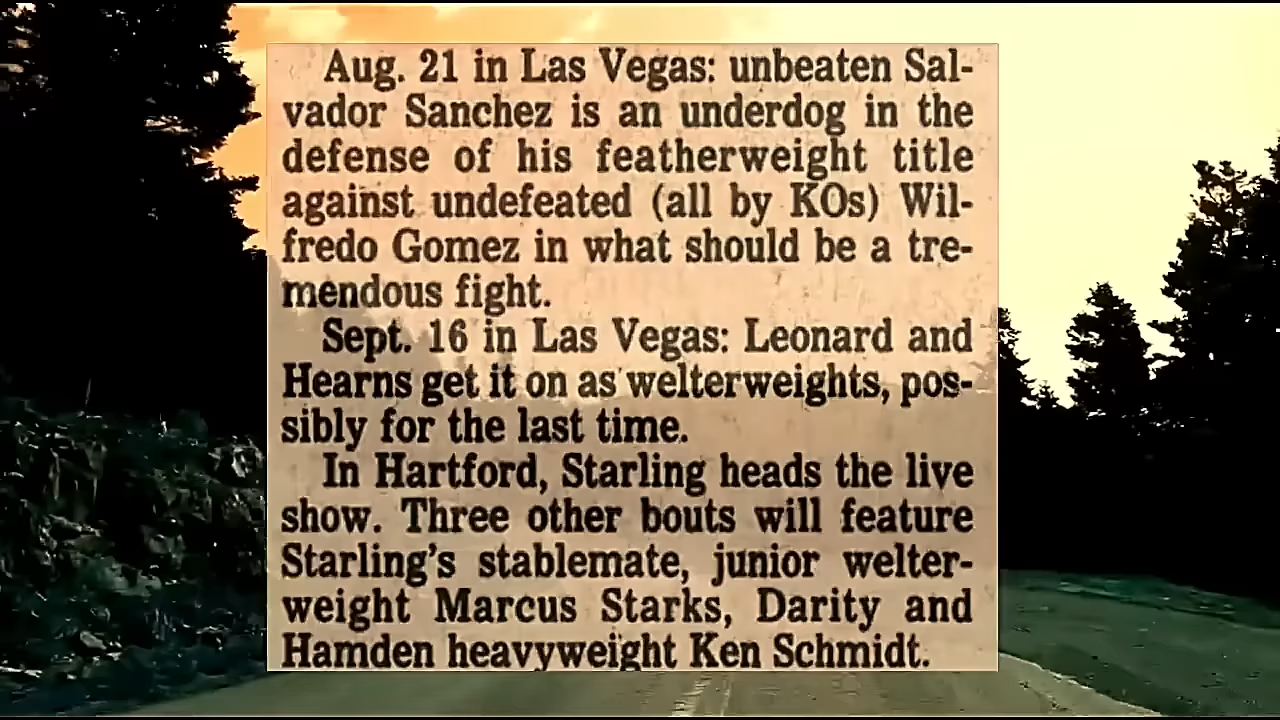 Aug. 21 in Las Vegas: unbeaten Sal-
vador Sanchez is an underdog in the
defense of his featherweight title
against undefeated (all by KOs) Wil-
fredo Gomez in what should be a tre-
mendous fight.
Sept. 16 in Las Vegas: Leonard and
Hearns get it on as welterweights, pos-
sibly for the last time.
In Hartford, Starling heads the live
show. Three other bouts will feature
Starling's stablemate, junior welter-
weight Marcus Starks, Darity and
Hamden heavyweight Ken Schmidt.